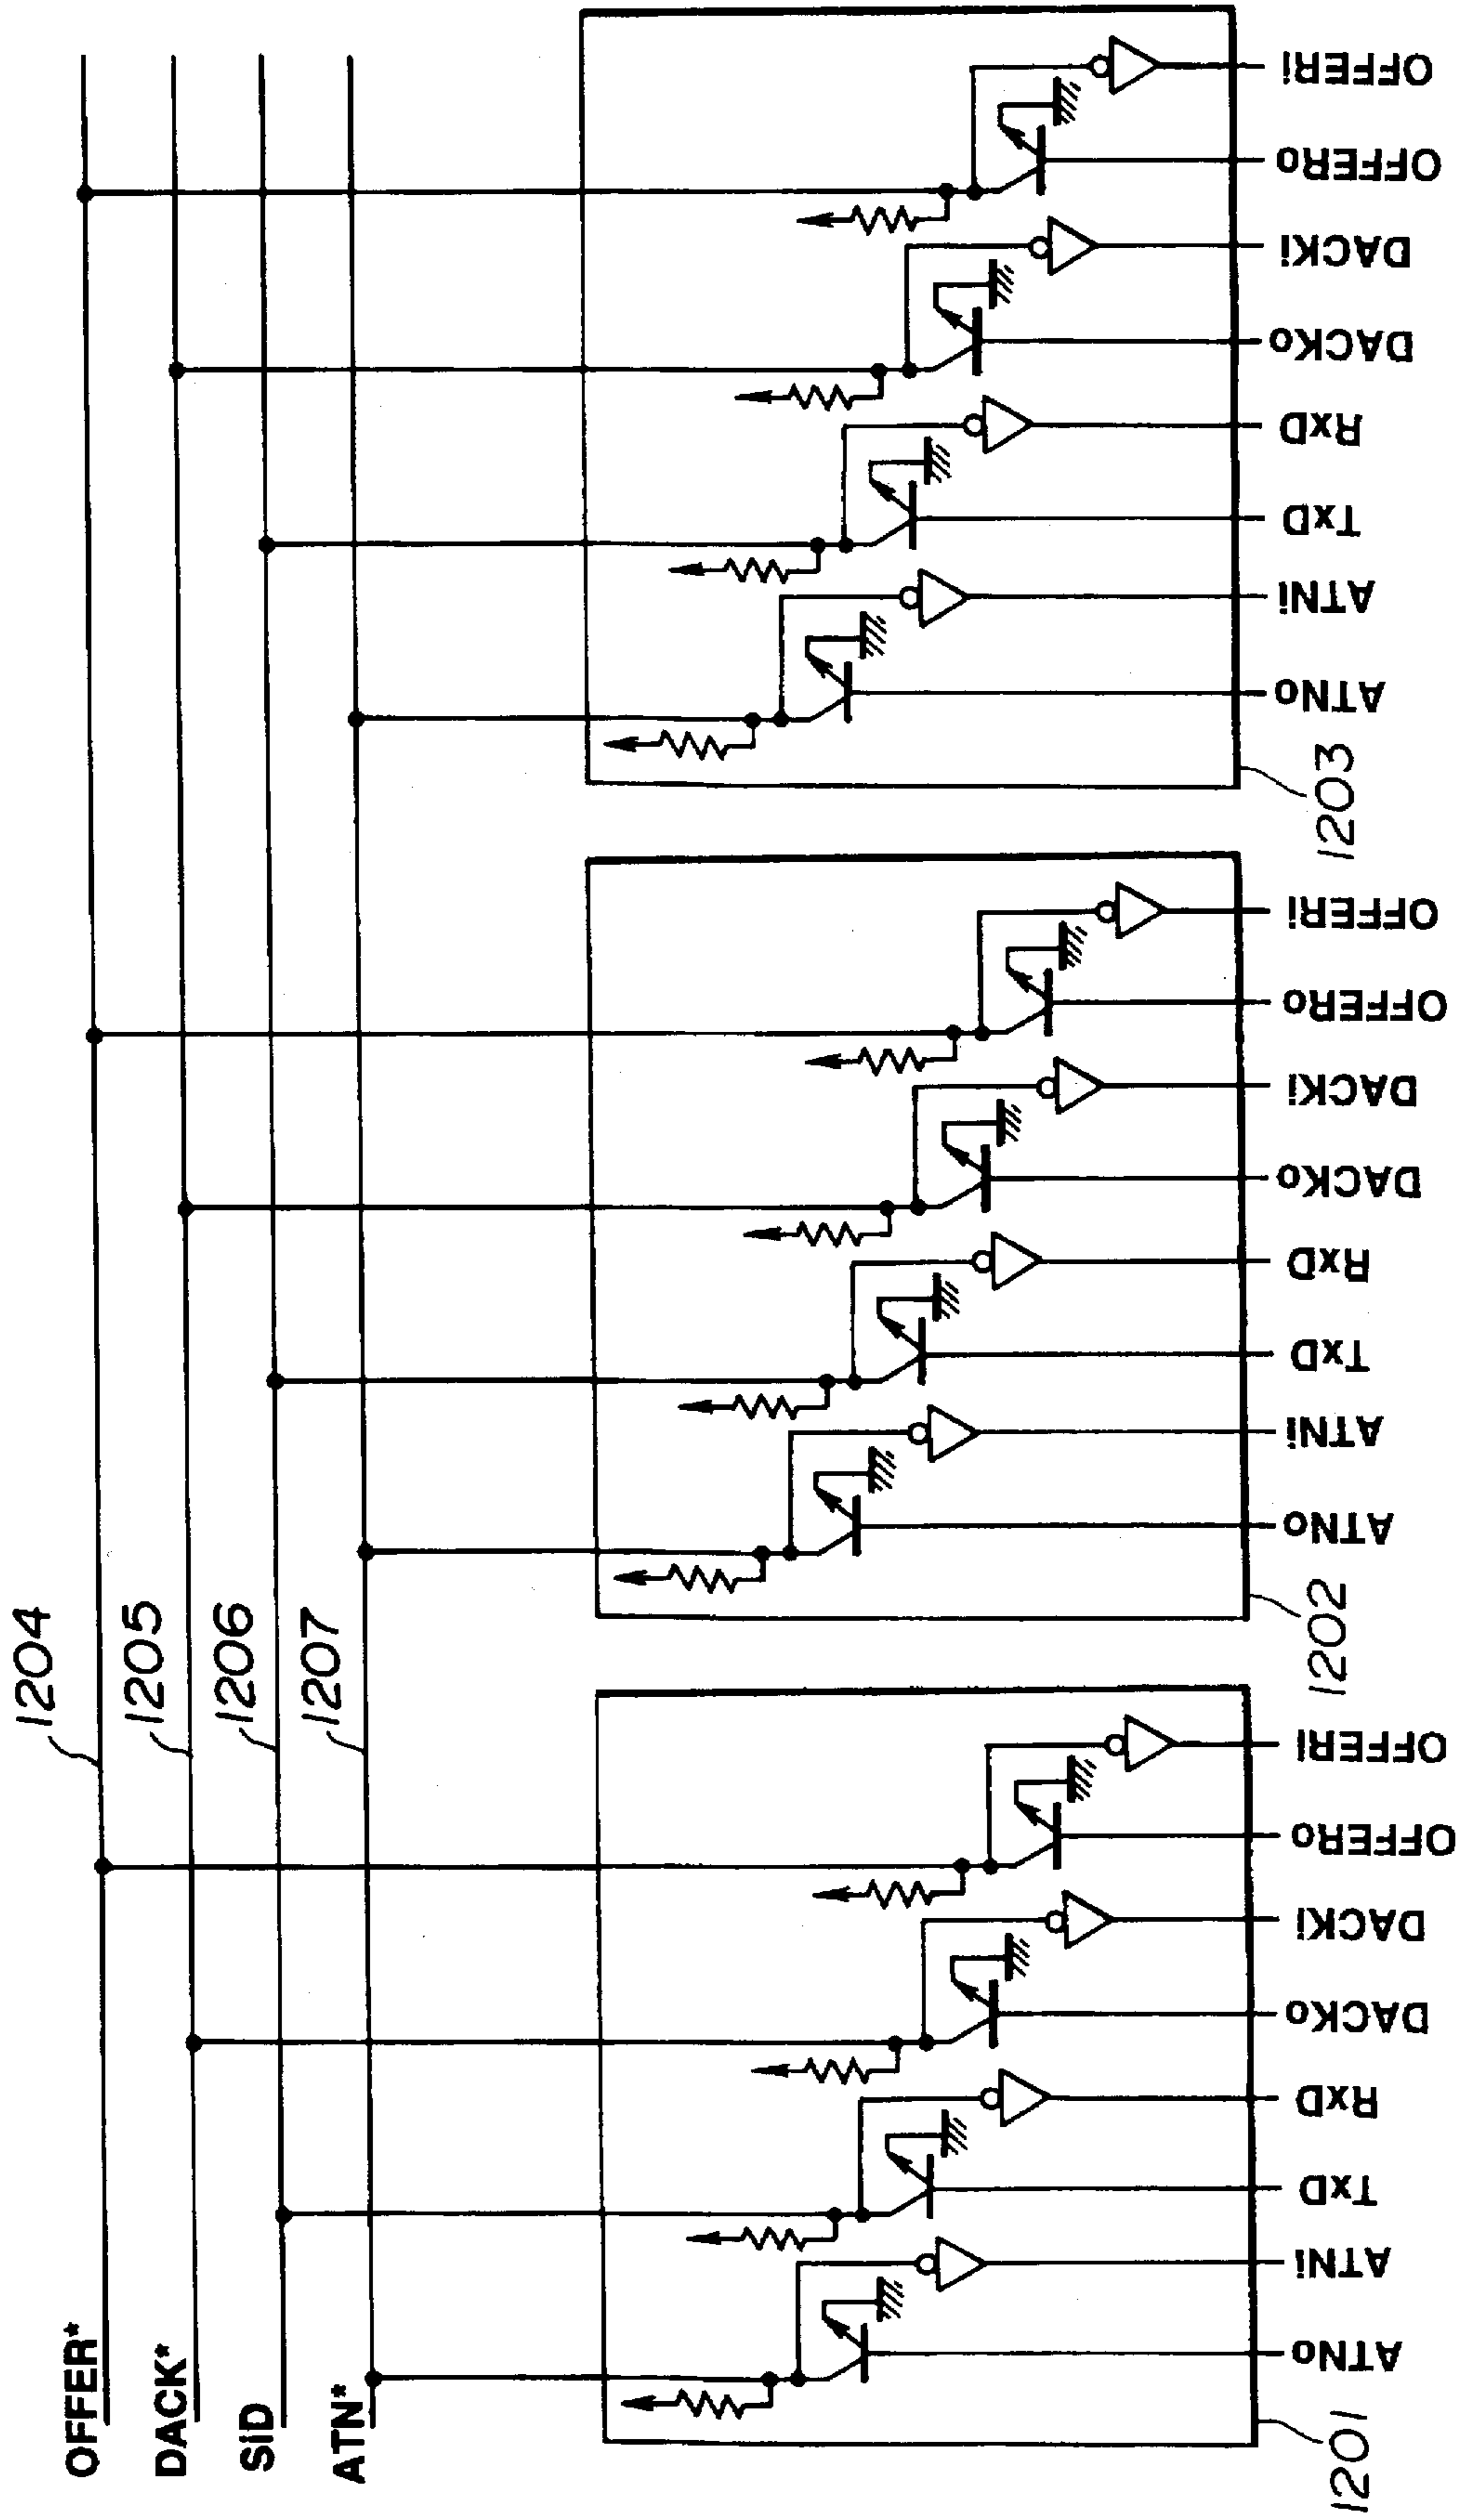 OFFER*
DACK*
SiD
ATN*
1204
1205
1206
1207
ATNo
ATNi
TxD
RxD
DACKo
DACKi
OFFERo
OFFERi
1201
ATNo
ATNi
TxD
RxD
DACKo
DACKi
OFFERo
OFFERi
1202
ATNo
ATNi
TxD
RxD
DACKo
DACKi
OFFERo
OFFERi
1203